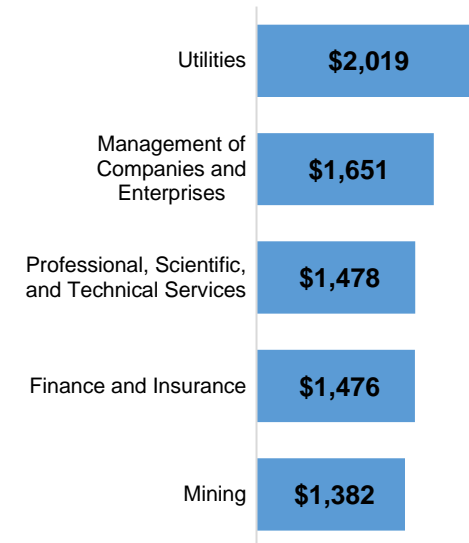 Utilities
$2,019
Management of
Companies and
Enterprises
$1,651
Professional, Scientific,
and Technical Services
$1,478
Finance and Insurance
$1,476
Mining
$1,382